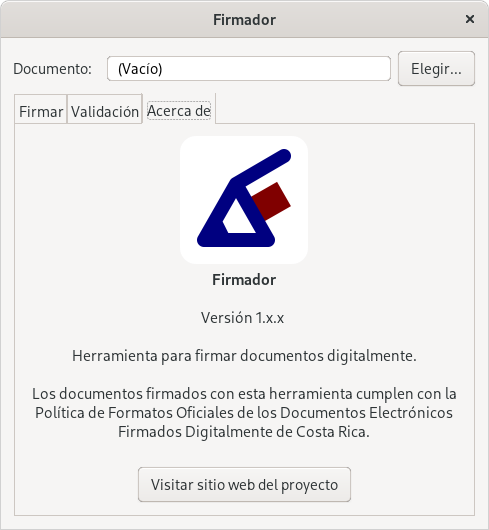 Firmador ×
Documento: (Vacío) Elegir...
Firmar Validación Acerca de
Firmador
Versión 1.x.x
Herramienta para firmar documentos digitalmente.
Los documentos firmados con esta herramienta cumplen con la
Política de Formatos Oficiales de los Documentos Electrónicos
Firmados Digitalmente de Costa Rica.
Visitar sitio web del proyecto